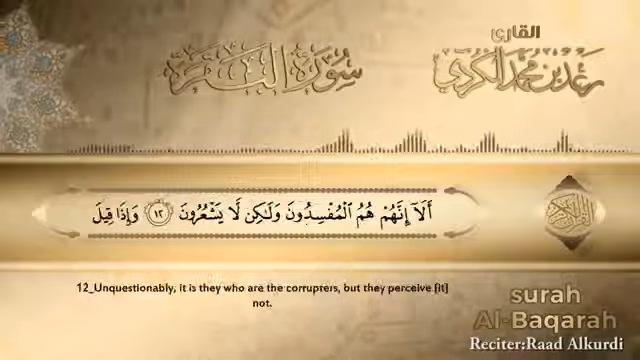 القارئ
رعد بن محمد الكردي
سورة البقرة
أَلَآ إِنَّهُمْ هُمُ ٱلْمُفْسِدُونَ وَلَٰكِن لَّا يَشْعُرُونَ ١٢ وَإِذَا قِيلَ
12_Unquestionably, it is they who are the corrupters, but they perceive [it]
not.
surah
Al-Baqarah
Reciter:Raad Alkurdi